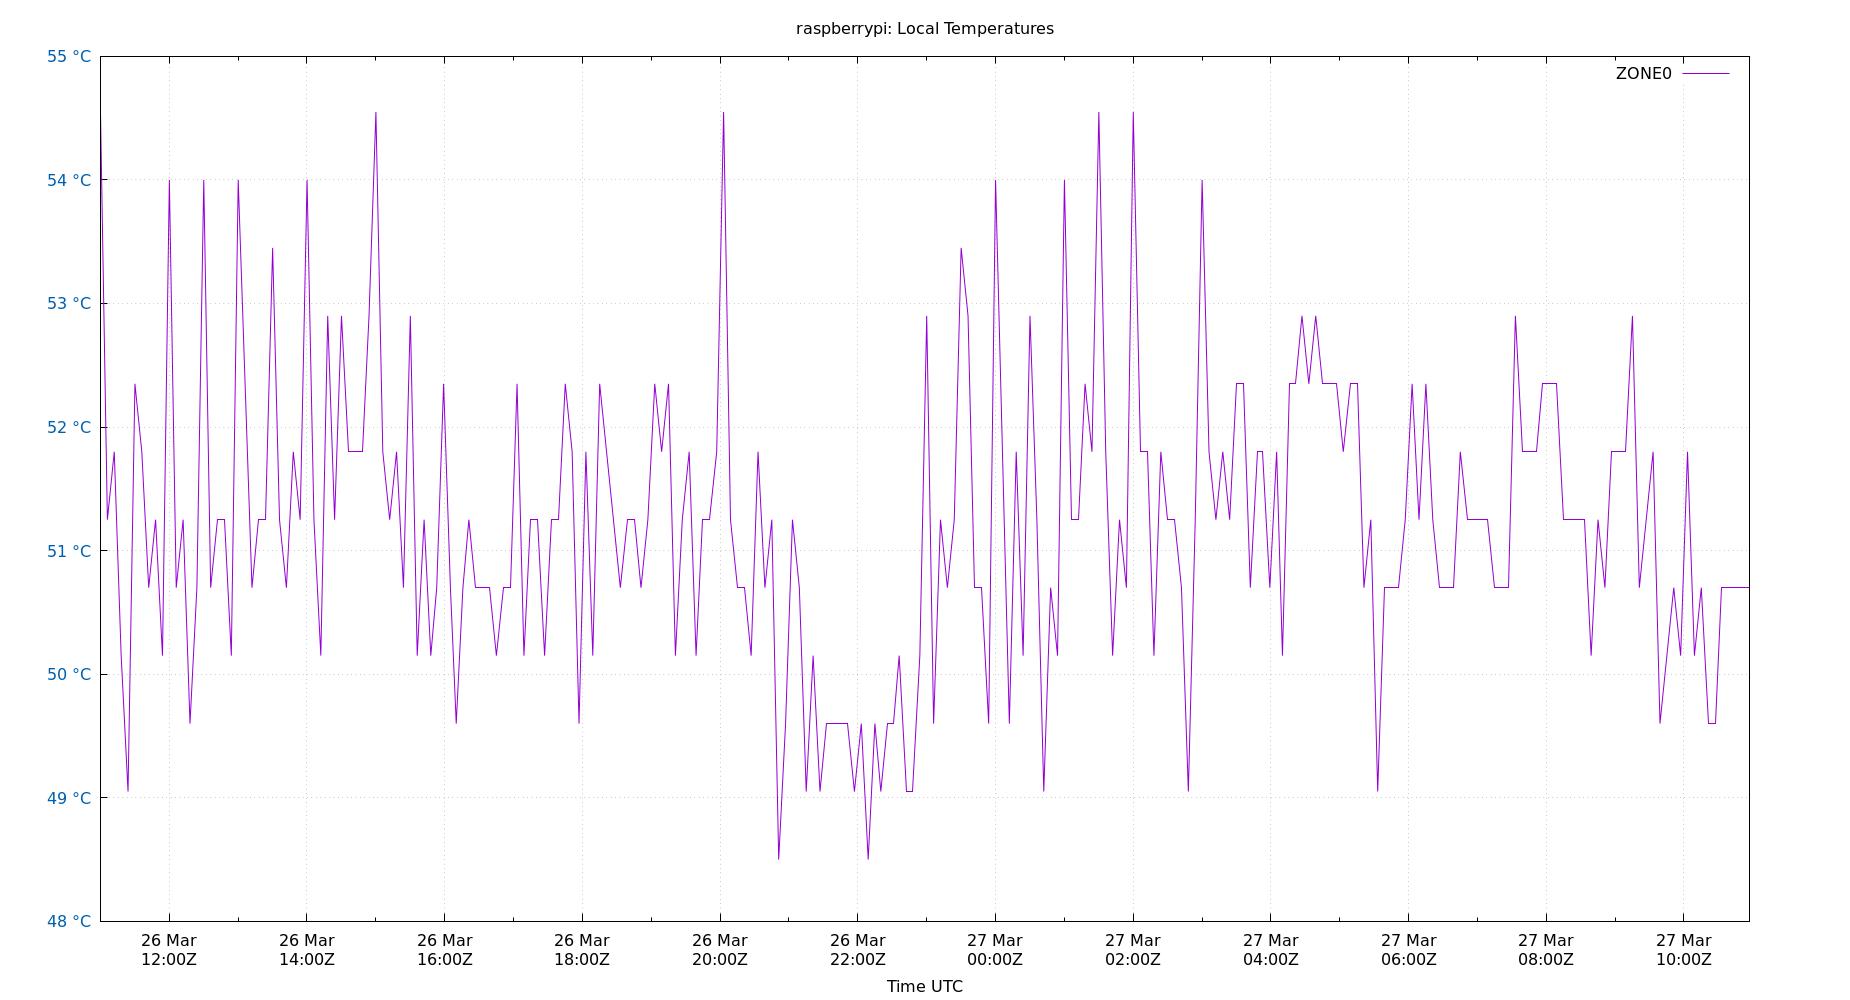 raspberrypi: Local Temperatures
55 °C
ZONE0
54 °C
53 °C
52 °C
51 °C
50 °C
49 °C
48 °C
26 Mar 26 Mar 26 Mar 26 Mar 26 Mar 26 Mar 27 Mar 27 Mar 27 Mar 27 Mar 27 Mar 27 Mar
12:00Z 14:00Z 16:00Z 18:00Z 20:00Z 22:00Z 00:00Z 02:00Z 04:00Z 06:00Z 08:00Z 10:00Z
Time UTC